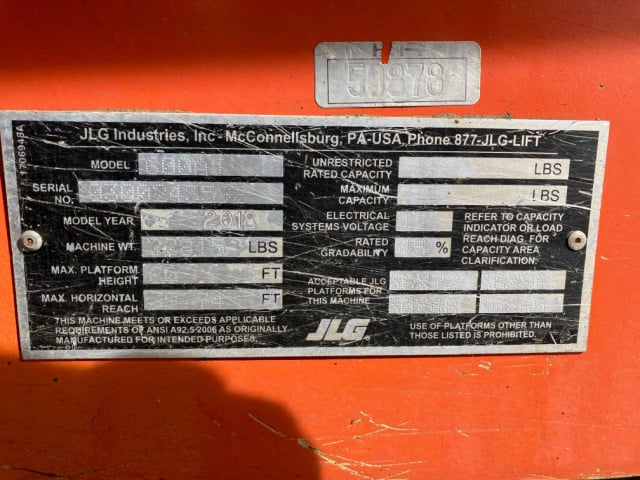 PA-
50878
1706948A
JLG Industries, Inc - McConnellsburg, PA-USA, Phone 877-JLG-LIFT
MODEL
SERIAL NO.
MODEL YEAR 2018
MACHINE WT. LBS
MAX. PLATFORM HEIGHT FT
MAX. HORIZONTAL REACH FT
UNRESTRICTED RATED CAPACITY LBS
MAXIMUM CAPACITY LBS
ELECTRICAL SYSTEMS VOLTAGE
RATED GRADABILITY %
REFER TO CAPACITY
INDICATOR OR LOAD
REACH DIAG. FOR
CAPACITY AREA
CLARIFICATION.
ACCEPTABLE JLG
PLATFORMS FOR
THIS MACHINE
THIS MACHINE MEETS OR EXCEEDS APPLICABLE
REQUIREMENTS OF ANSI A92.5-2006 AS ORIGINALLY
MANUFACTURED FOR INTENDED PURPOSES.
JLG
USE OF PLATFORMS OTHER THAN
THOSE LISTED IS PROHIBITED.